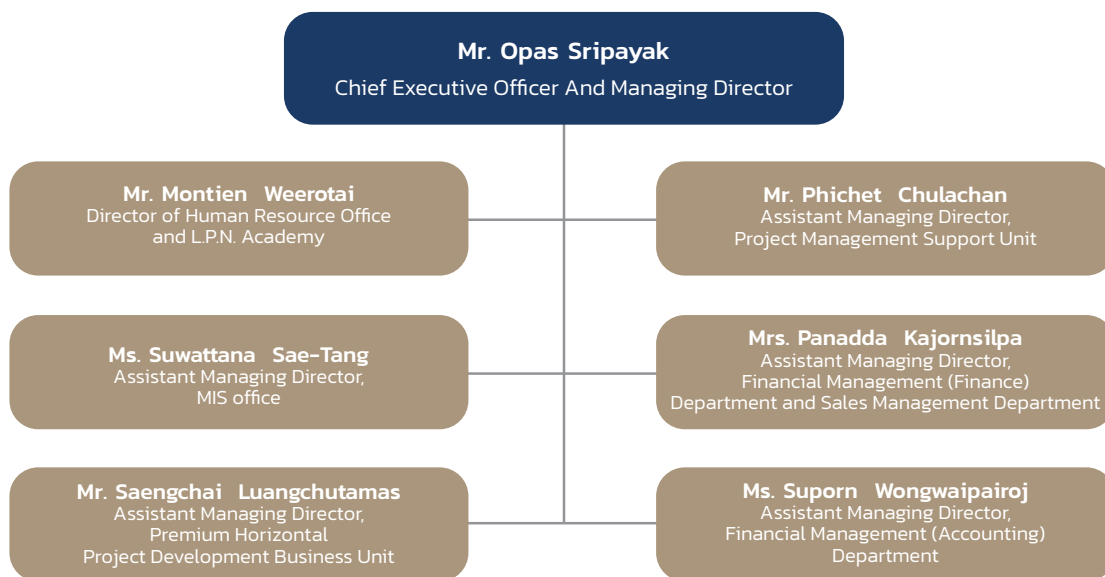 Mr. Opas Sripayak
Chief Executive Officer And Managing Director
Mr. Montien Weerotai
Director of Human Resource Office
and L.P.N. Academy
Mr. Phichet Chulachan
Assistant Managing Director,
Project Management Support Unit
Ms. Suwattana Sae-Tang
Assistant Managing Director,
MIS office
Mrs. Panadda Kajornsilpa
Assistant Managing Director,
Financial Management (Finance)
Department and Sales Management Department
Mr. Saengchai Luangchutamas
Assistant Managing Director,
Premium Horizontal
Project Development Business Unit
Ms. Suporn Wongwaipairoj
Assistant Managing Director,
Financial Management (Accounting)
Department